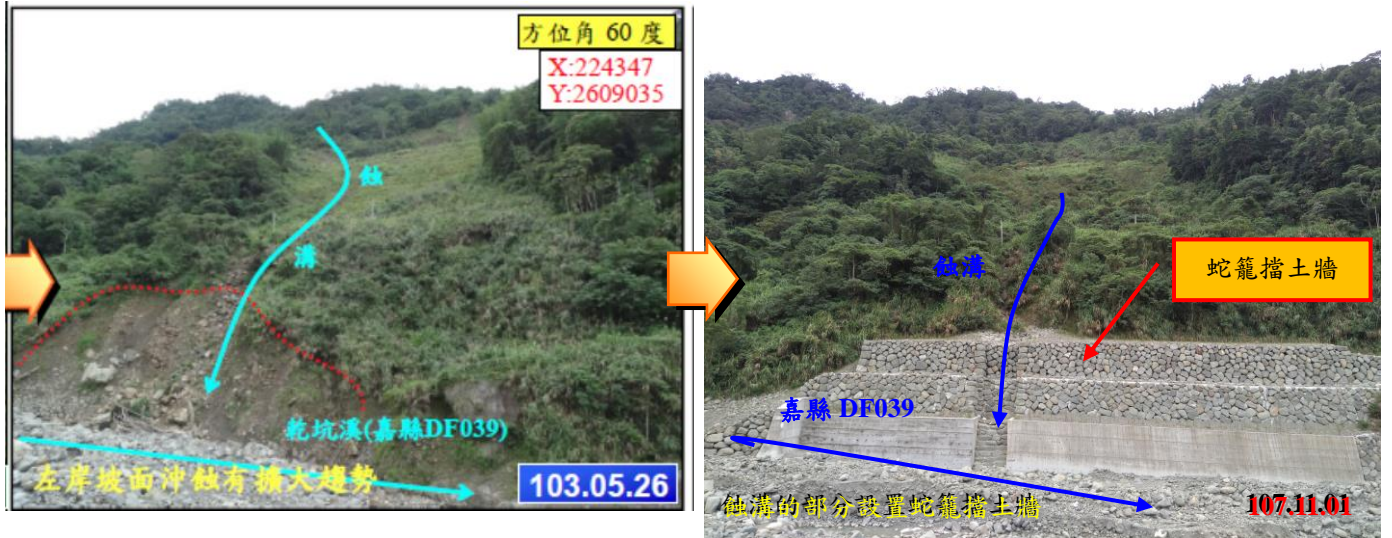 方位角 60 度
X:224347
Y:2609035
蝕
溝
乾坑溪(嘉縣DF039)
左岸坡面沖蝕有擴大趨勢
103.05.26
蝕溝
蛇籠擋土牆
嘉縣 DF039
蝕溝的部分設置蛇籠擋土牆
107.11.01